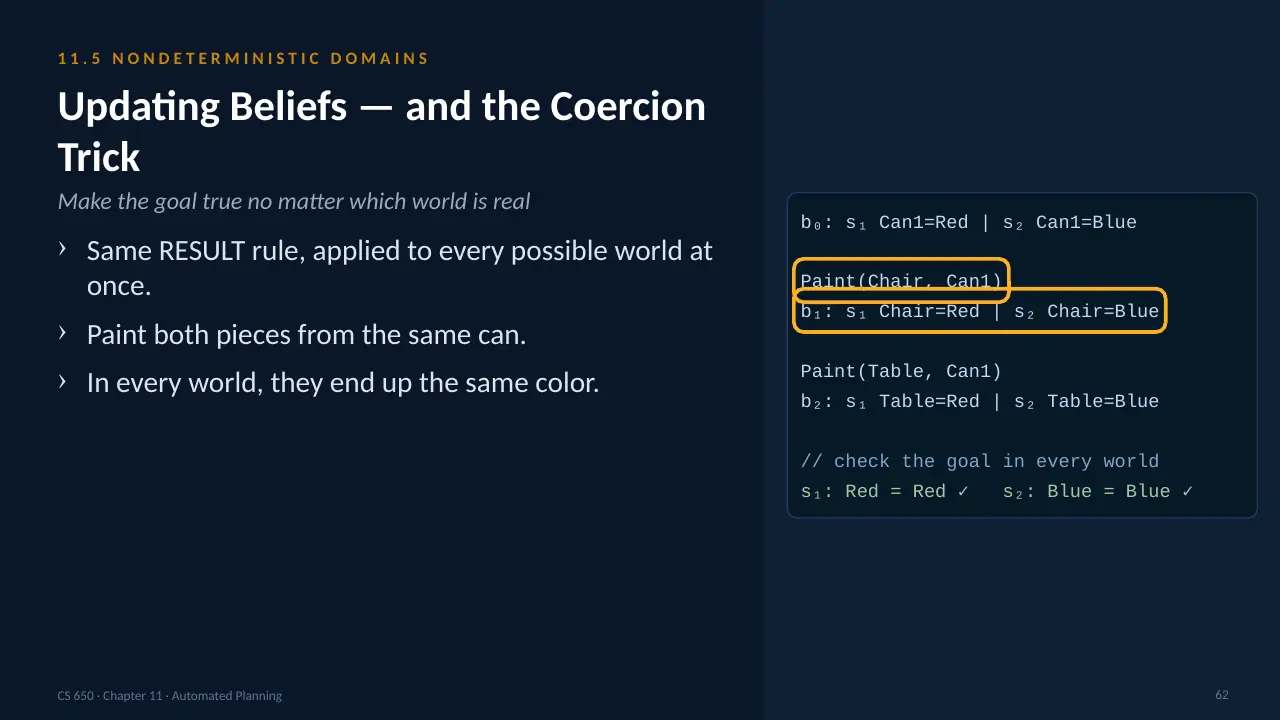 11.5 NONDETERMINISTIC DOMAINS
Updating Beliefs — and the Coercion
Trick
Make the goal true no matter which world is real
› Same RESULT rule, applied to every possible world at
once.
› Paint both pieces from the same can.
› In every world, they end up the same color.
b₀: s₁ Can1=Red | s₂ Can1=Blue
Paint(Chair, Can1)
b₁: s₁ Chair=Red | s₂ Chair=Blue
Paint(Table, Can1)
b₂: s₁ Table=Red | s₂ Table=Blue
// check the goal in every world
s₁: Red = Red ✓   s₂: Blue = Blue ✓
CS 650 · Chapter 11 · Automated Planning
62